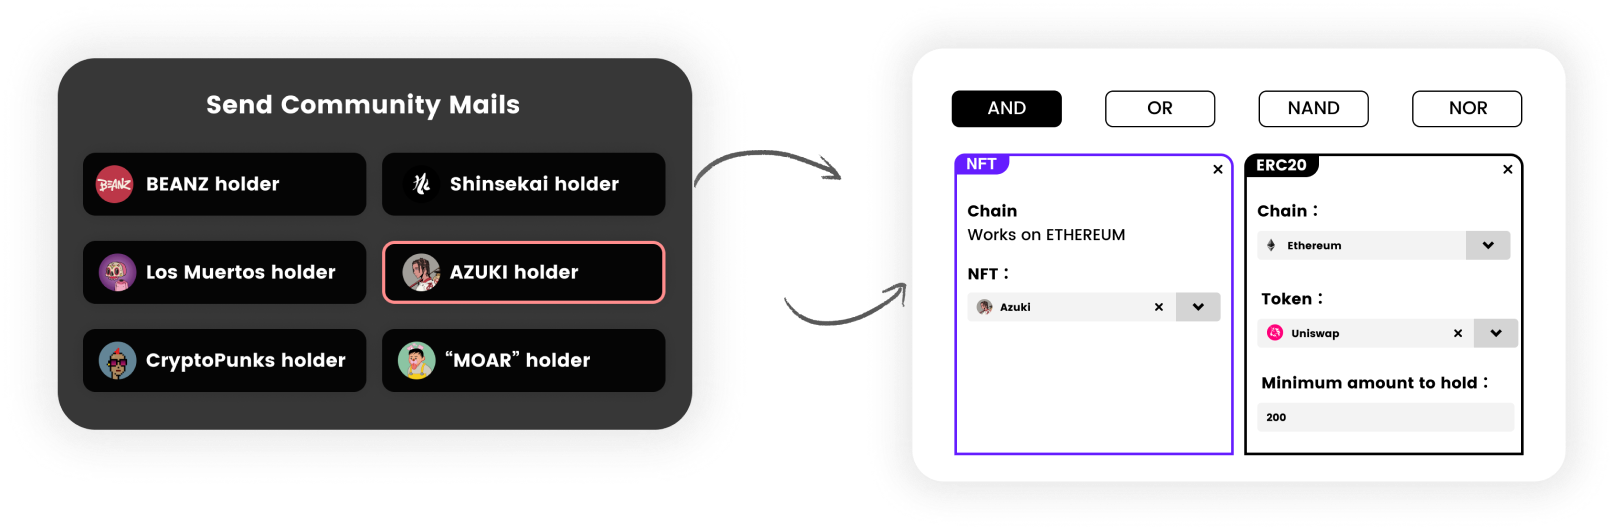 Send Community Mails
BEANZ
BEANZ holder
Shinsekai holder
Los Muertos holder
AZUKI holder
CryptoPunks holder
“MOAR” holder
AND
OR
NAND
NOR
NFT
Chain
Works on ETHEREUM
NFT :
Azuki
ERC20
Chain :
Ethereum
Token :
Uniswap
Minimum amount to hold :
200